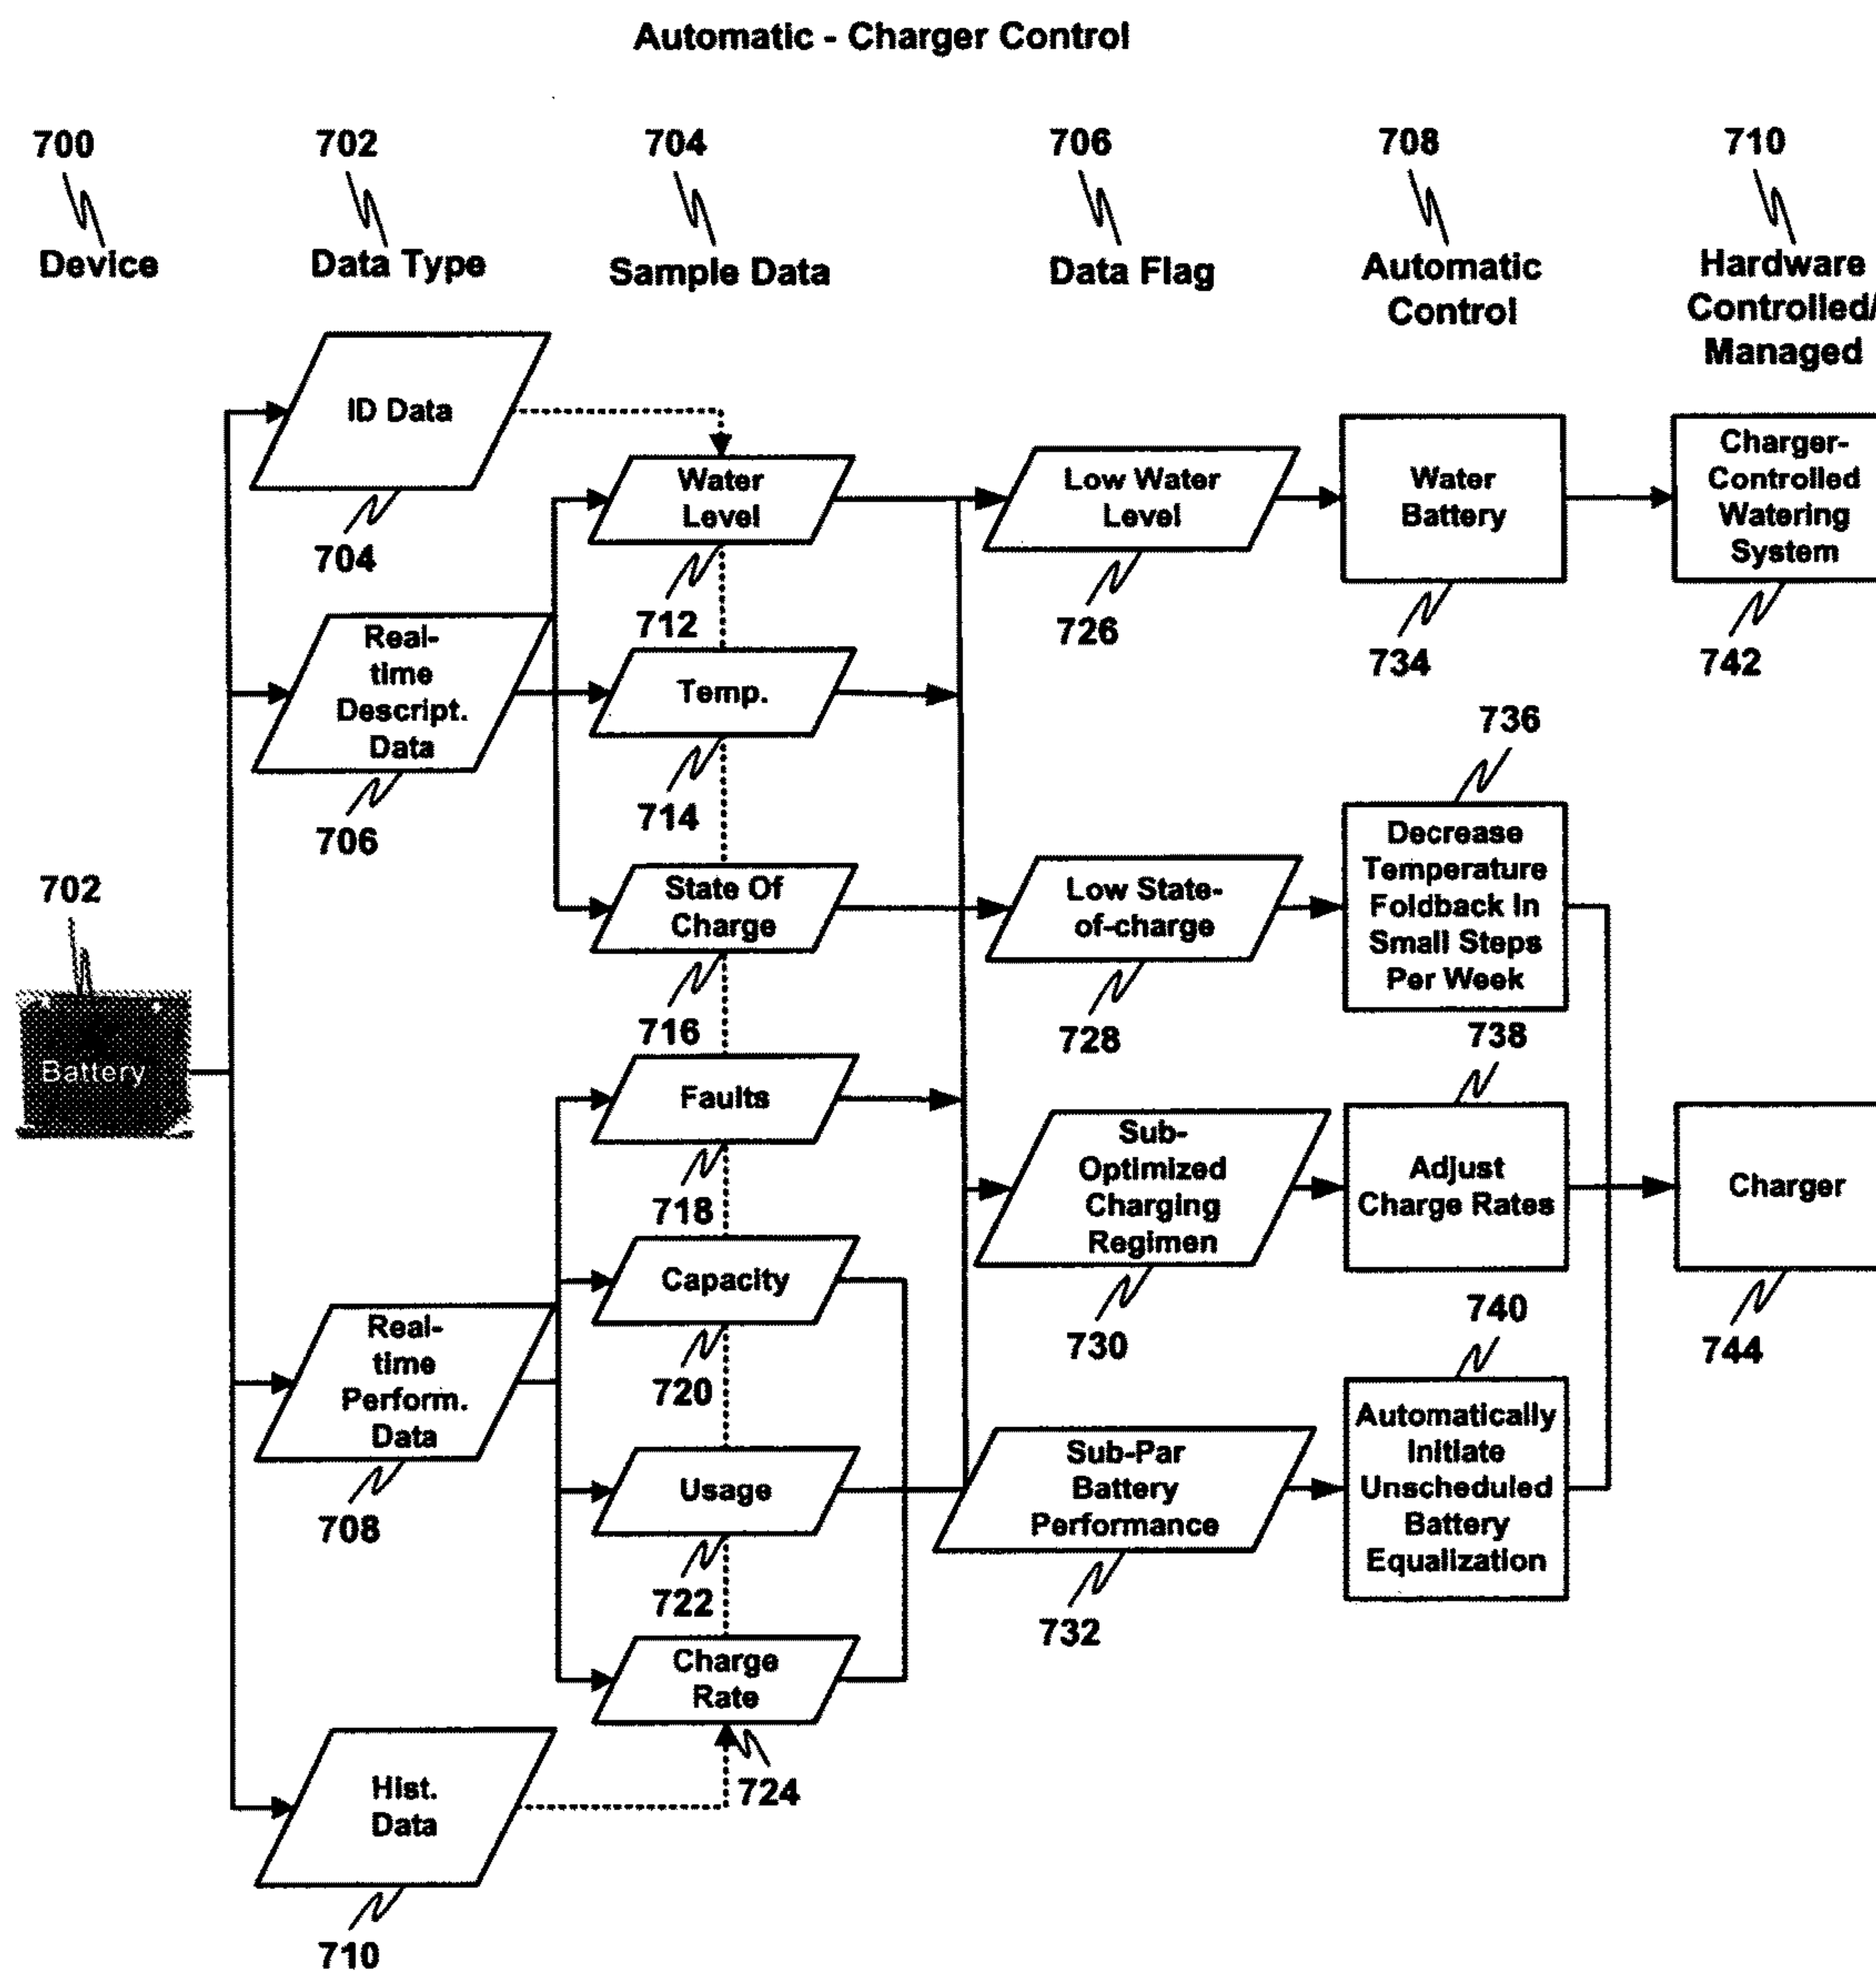 Automatic - Charger Control
700
702
704
706
708
710
Device
Data Type
Sample Data
Data Flag
Automatic
Control
Hardware
Controlled/
Managed
ID Data
704
Real-
time
Descript.
Data
706
702
Battery
Real-
time
Perform.
Data
708
Hist.
Data
710
Water
Level
712
Temp.
714
State Of
Charge
716
Faults
718
Capacity
720
Usage
722
Charge
Rate
724
Low Water
Level
726
Low State-
of-charge
728
Sub-
Optimized
Charging
Regimen
730
Sub-Par
Battery
Performance
732
Water
Battery
734
736
Decrease
Temperature
Foldback In
Small Steps
Per Week
738
Adjust
Charge Rates
740
Automatically
Initiate
Unscheduled
Battery
Equalization
Charger-
Controlled
Watering
System
742
Charger
744